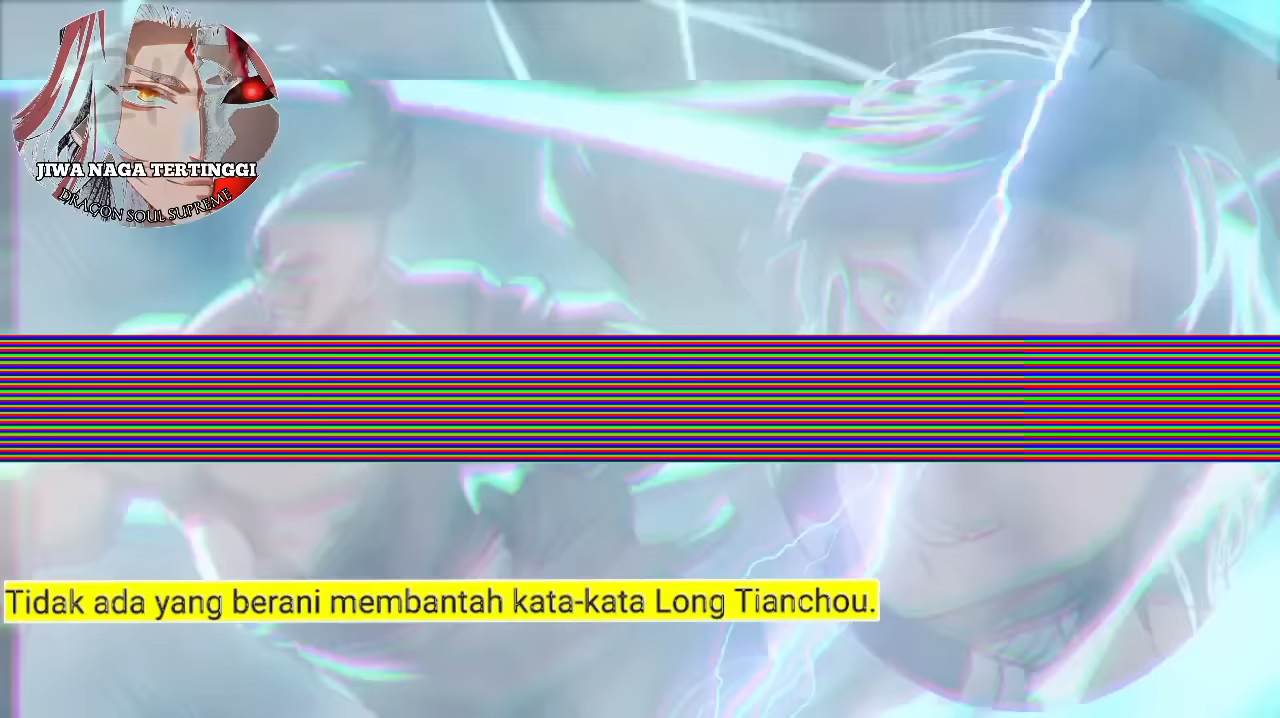 JIWA NAGA TERTINGGI
DRAGON SOUL SUPREME
Tidak ada yang berani membantah kata-kata Long Tianchou.